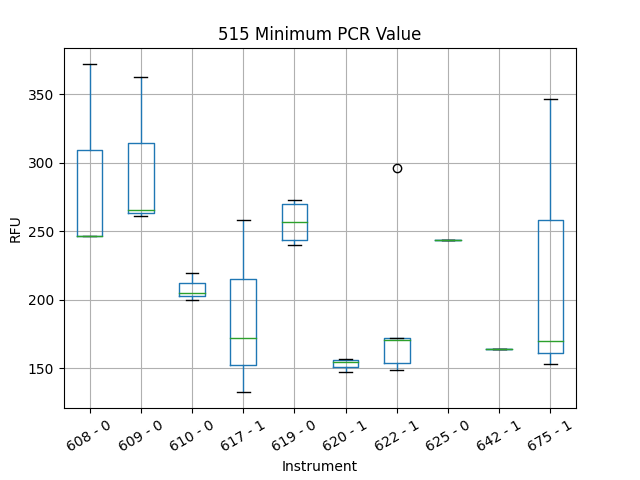 515 Minimum PCR Value
RFU
350
300
250
200
150
608 - 0
609 - 0
610 - 0
617 - 1
619 - 0
620 - 1
622 - 1
625 - 0
642 - 1
675 - 1
Instrument